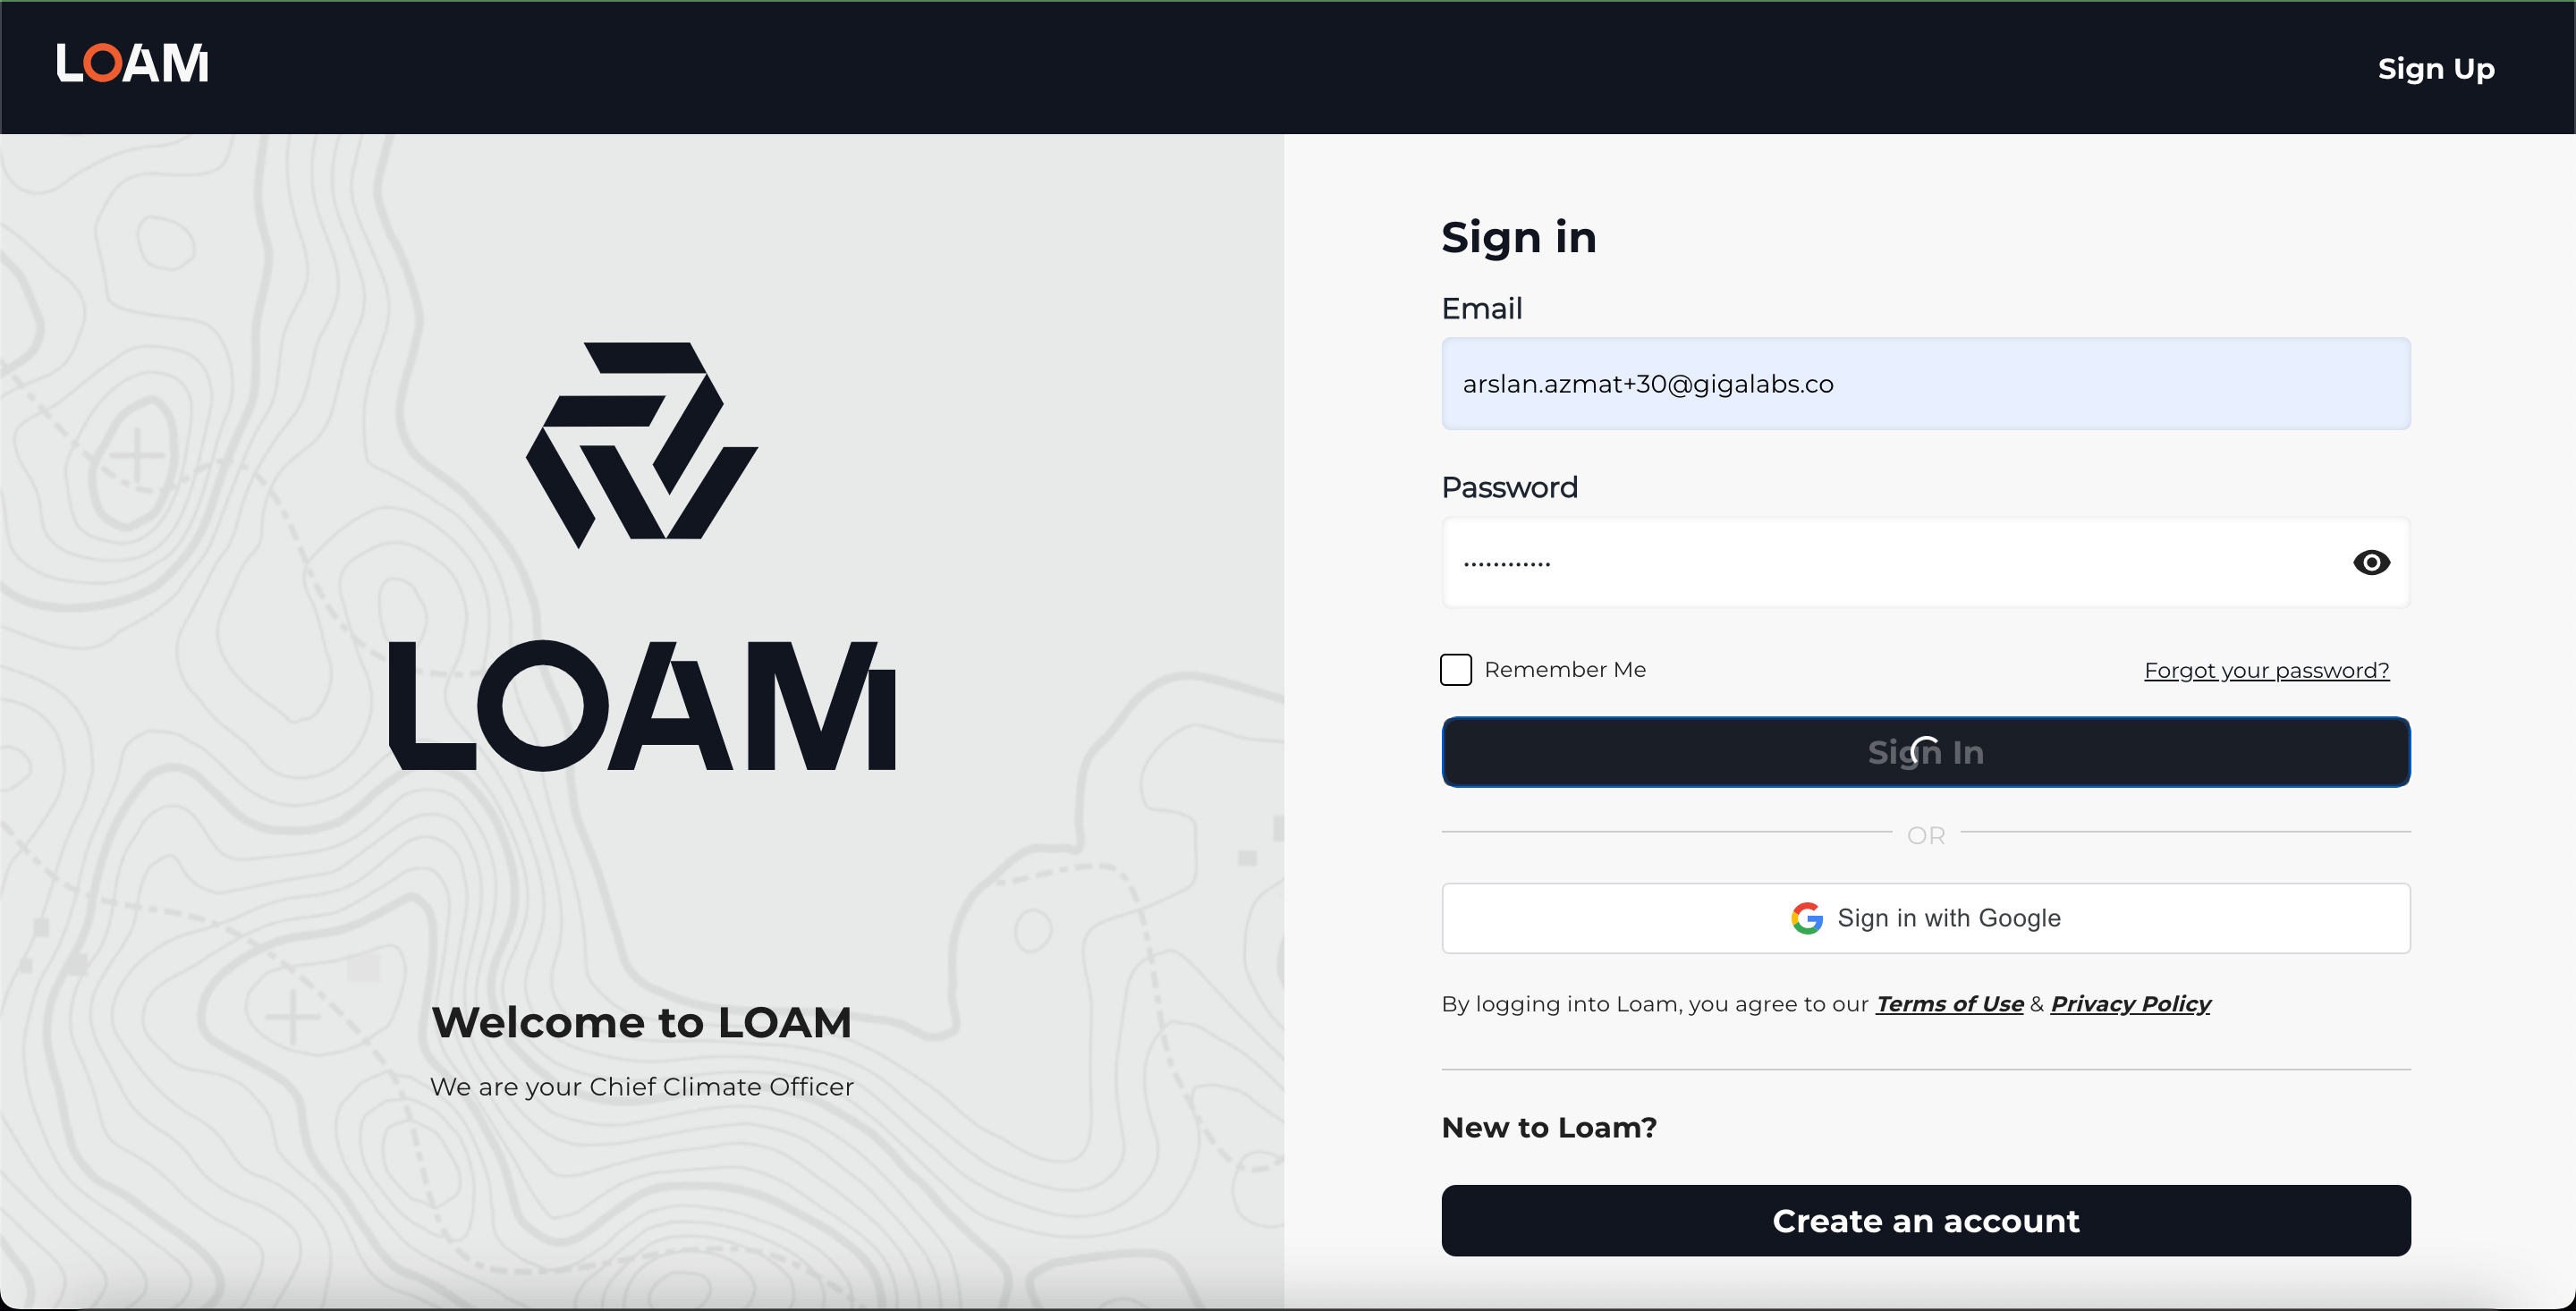 LOAM
Sign Up
LOAM
Welcome to LOAM
We are your Chief Climate Officer
Sign in
Email
arslan.azmat+30@gigalabs.co
Password
••••••••••••
Remember Me
Forgot your password?
Sign In
OR
Sign in with Google
By logging into Loam, you agree to our Terms of Use & Privacy Policy
New to Loam?
Create an account